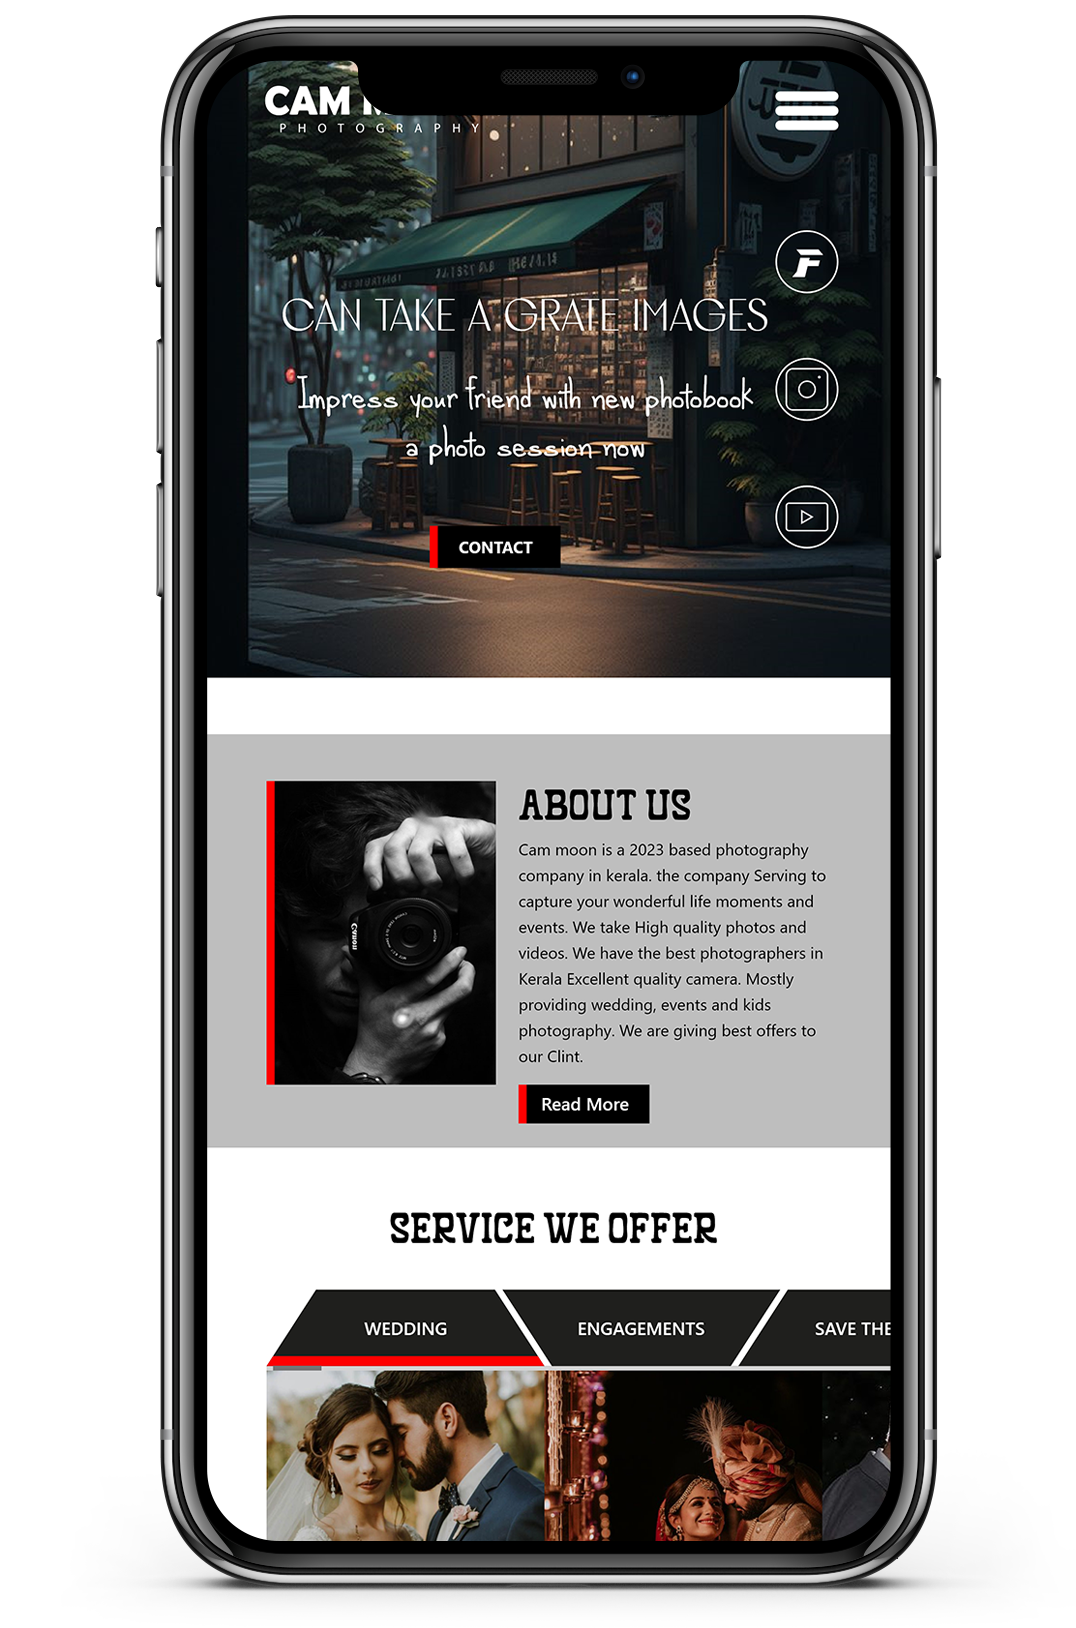 CAM
PHOTOGRAPHY
CAN TAKE A GRATE IMAGES
Impress your friend with new photobook
a photo session now
CONTACT
ABOUT US
Cam moon is a 2023 based photography
company in kerala. the company Serving to
capture your wonderful life moments and
events. We take High quality photos and
videos. We have the best photographers in
Kerala Excellent quality camera. Mostly
providing wedding, events and kids
photography. We are giving best offers to
our Clint.
Read More
Canon
SERVICE WE OFFER
WEDDING
ENGAGEMENTS
SAVE THE